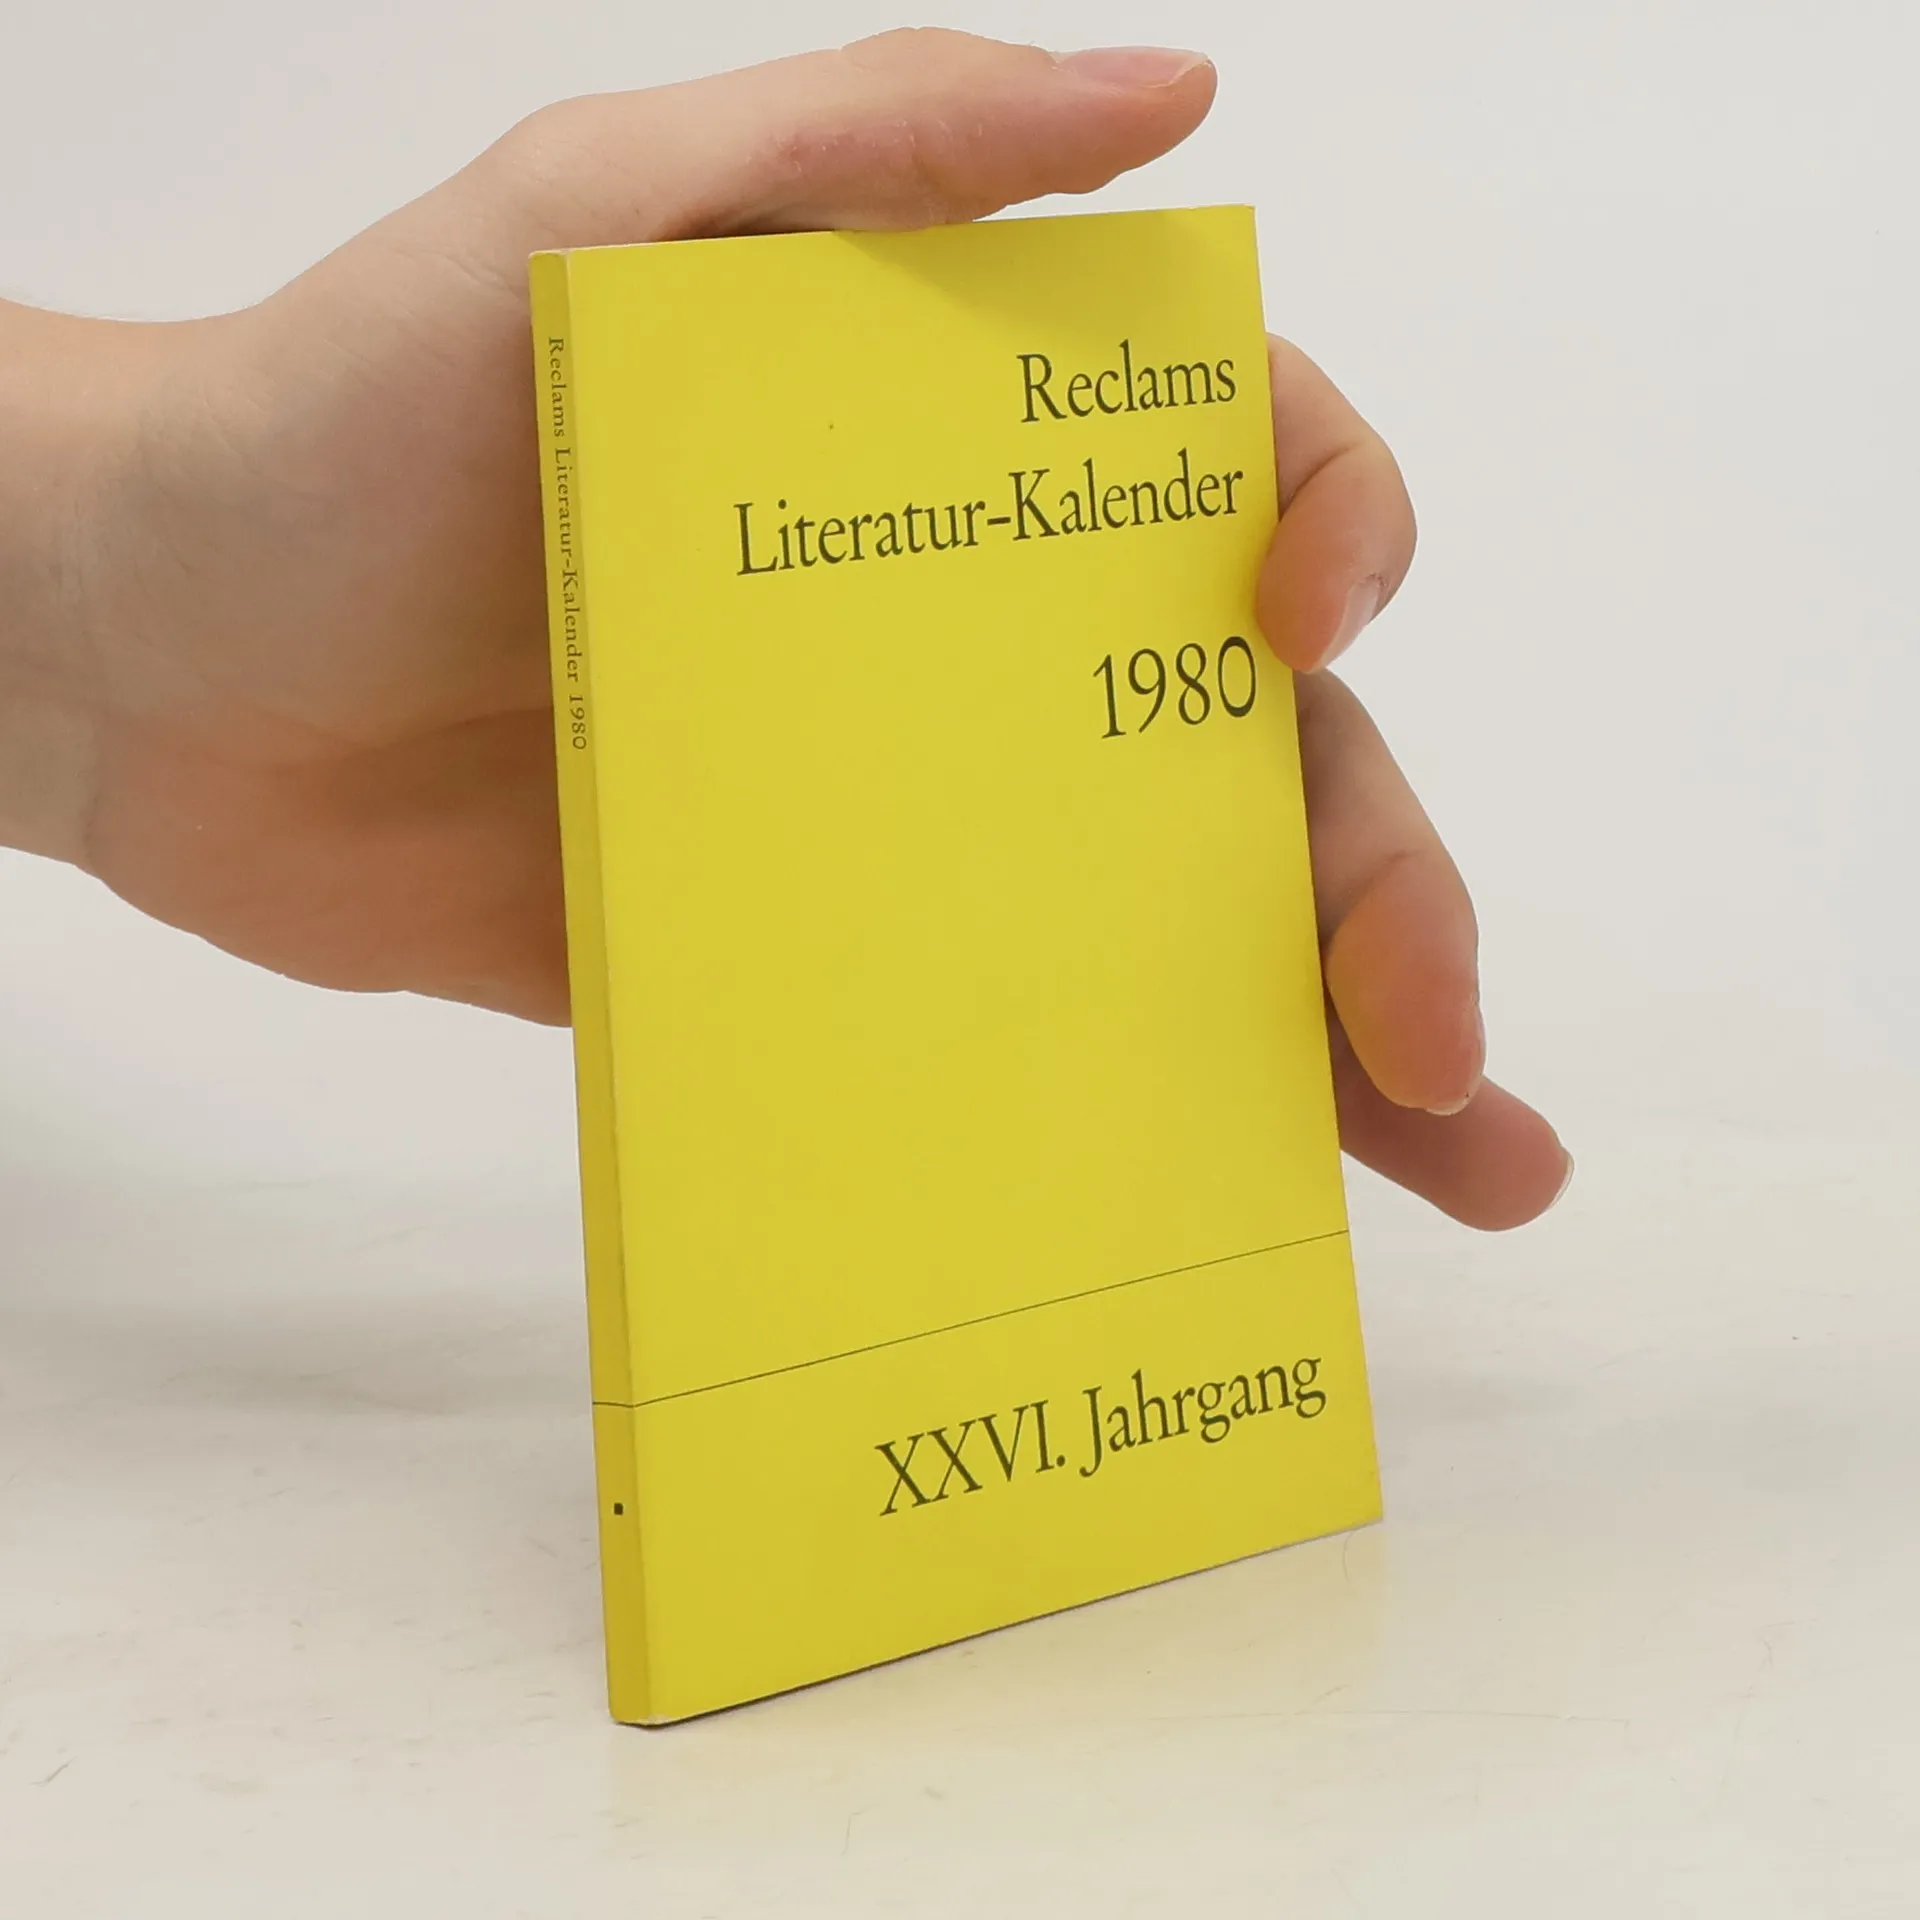 Reclams
Literatur-Kalender
1980
XXVI. Jahrgang
Reclams Literatur-Kalender 1980